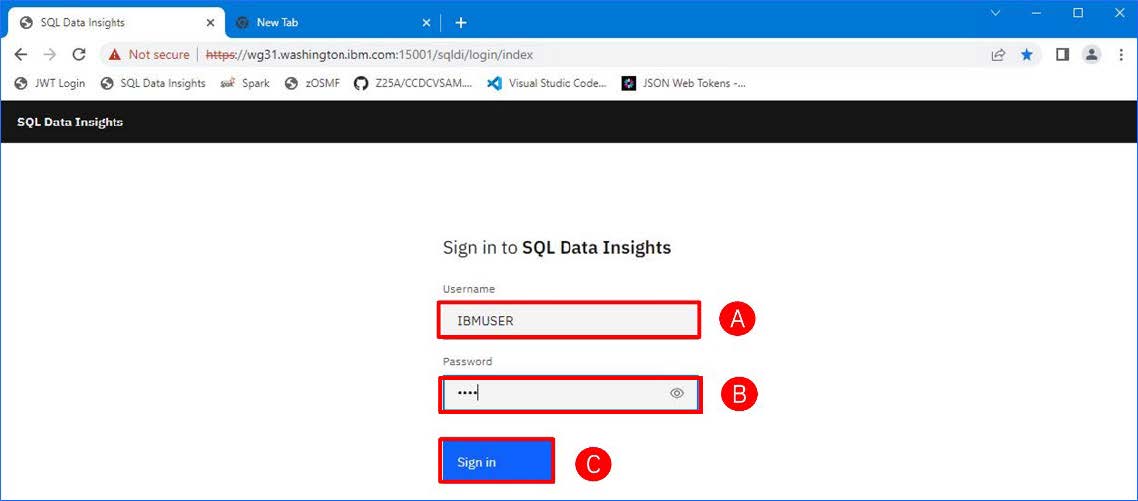 SQL Data Insights
New Tab
Not secure https://wg31.washington.ibm.com:15001/sqldi/login/index
JWT Login SQL Data Insights Spark zOSMF Z25A/CCDCVSAM.... Visual Studio Code... JSON Web Tokens -...
SQL Data Insights
Sign in to SQL Data Insights
Username
IBMUSER
A
Password
••••
B
Sign in
C